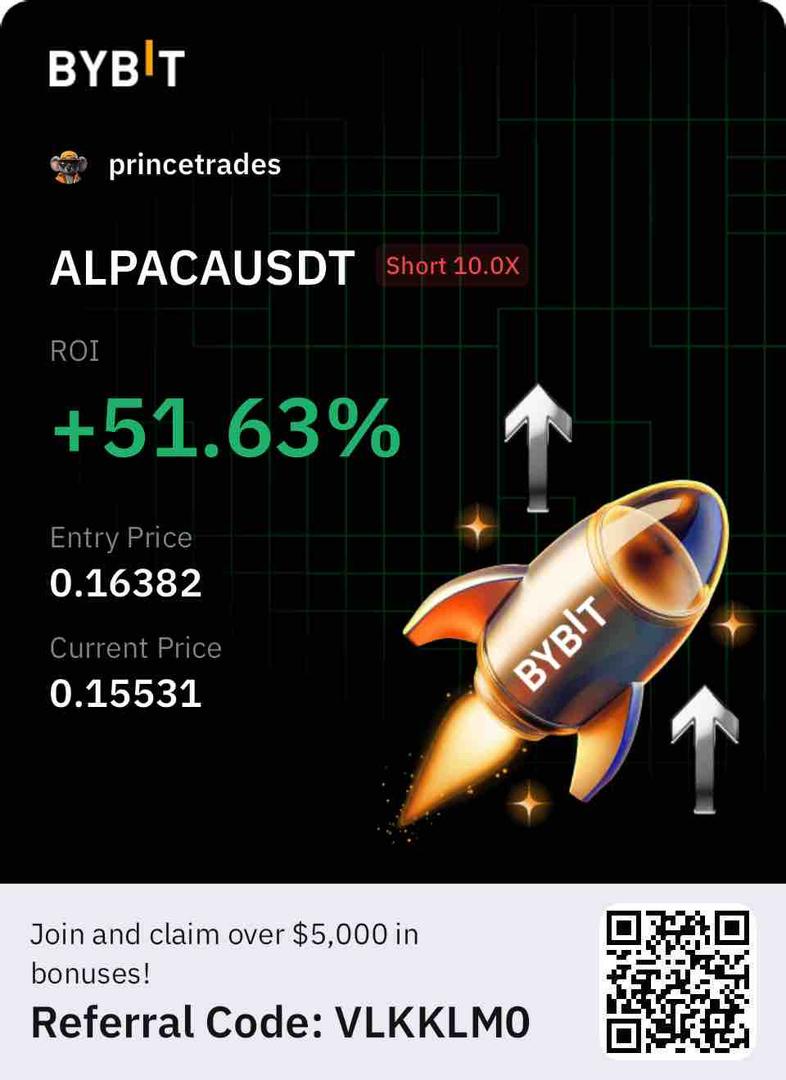 BYBIT
princetrades
ALPACAUSDT Short 10.0X
ROI
+51.63%
Entry Price
0.16382
Current Price
0.15531
BYBIT
Join and claim over $5,000 in
bonuses!
Referral Code: VLKKLM0